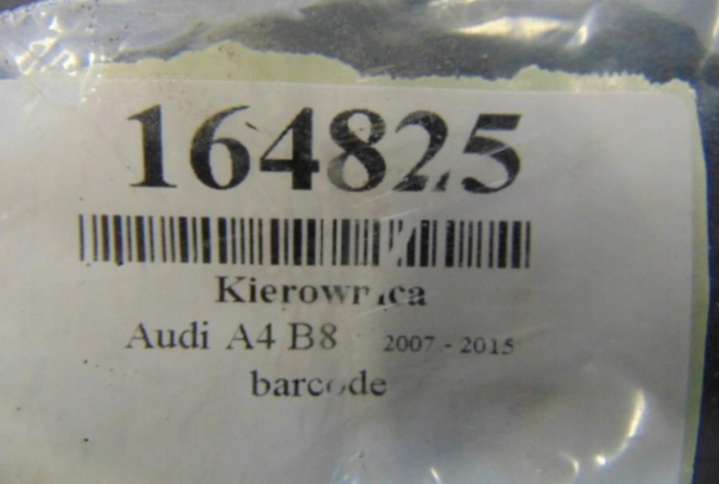 164825
Kierownica
Audi A4 B8 2007 - 2015
barcode